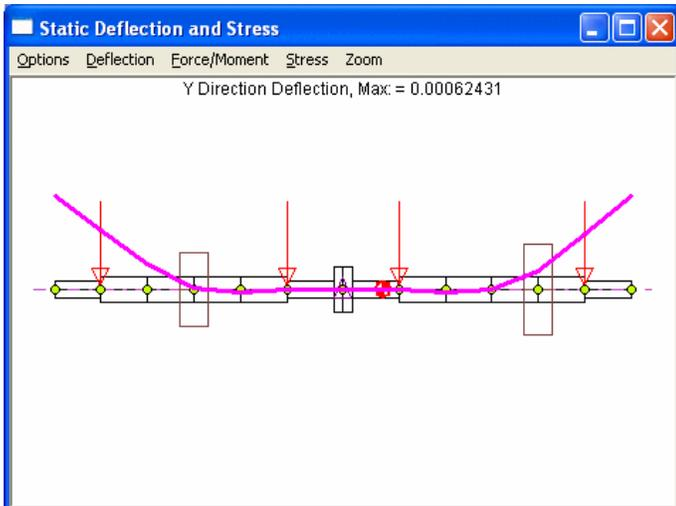 Static Deflection and Stress
Options Deflection Force/Moment Stress Zoom
Y Direction Deflection, Max: = 0.00062431